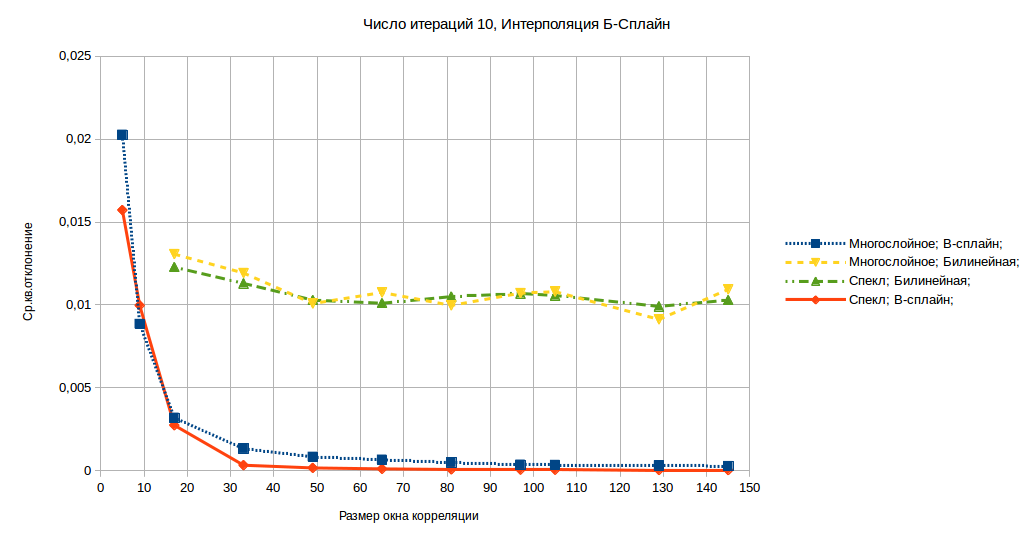 Число итераций 10, Интерполяция Б-Сплайн
0,025
0,02
0,015
0,01
0,005
0
0 10 20 30 40 50 60 70 80 90 100 110 120 130 140 150
Ср.кв.отклонение
Размер окна корреляции
Многослойное; В-сплайн;
Многослойное; Билинейная;
Спекл; Билинейная;
Спекл; В-сплайн;